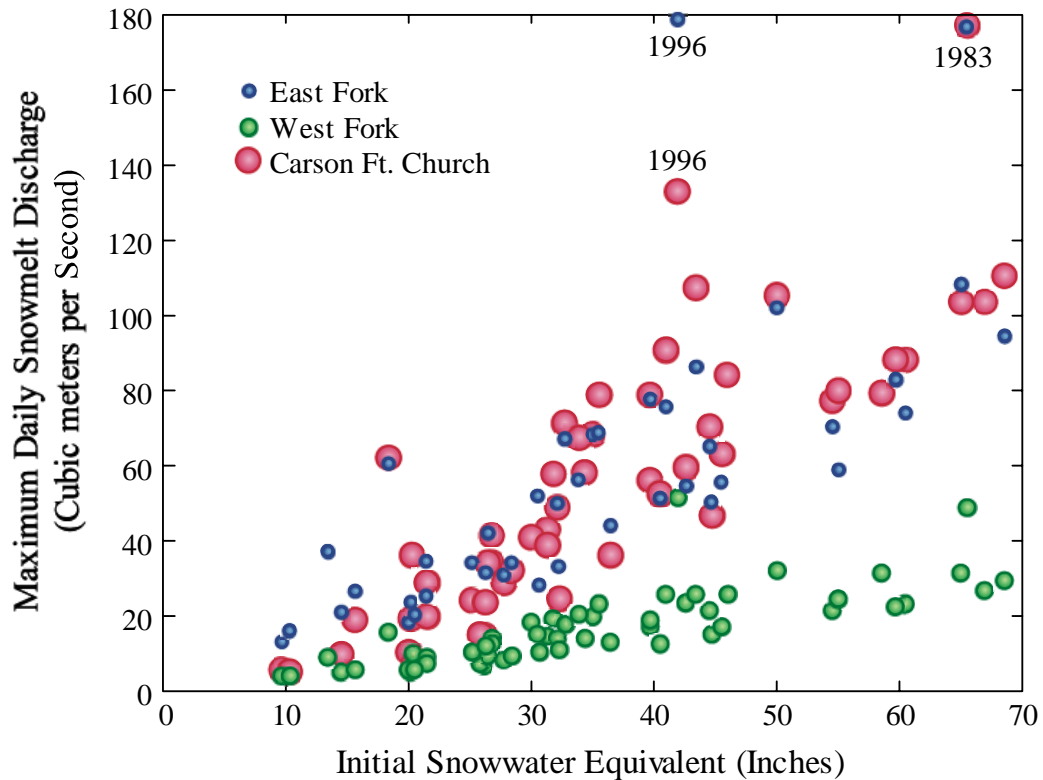 Maximum Daily Snowmelt Discharge
(Cubic meters per Second)
180
160
140
120
100
80
60
40
20
0
1996
1983
East Fork
West Fork
Carson Ft. Church
1996
0 10 20 30 40 50 60 70
Initial Snowwater Equivalent (Inches)